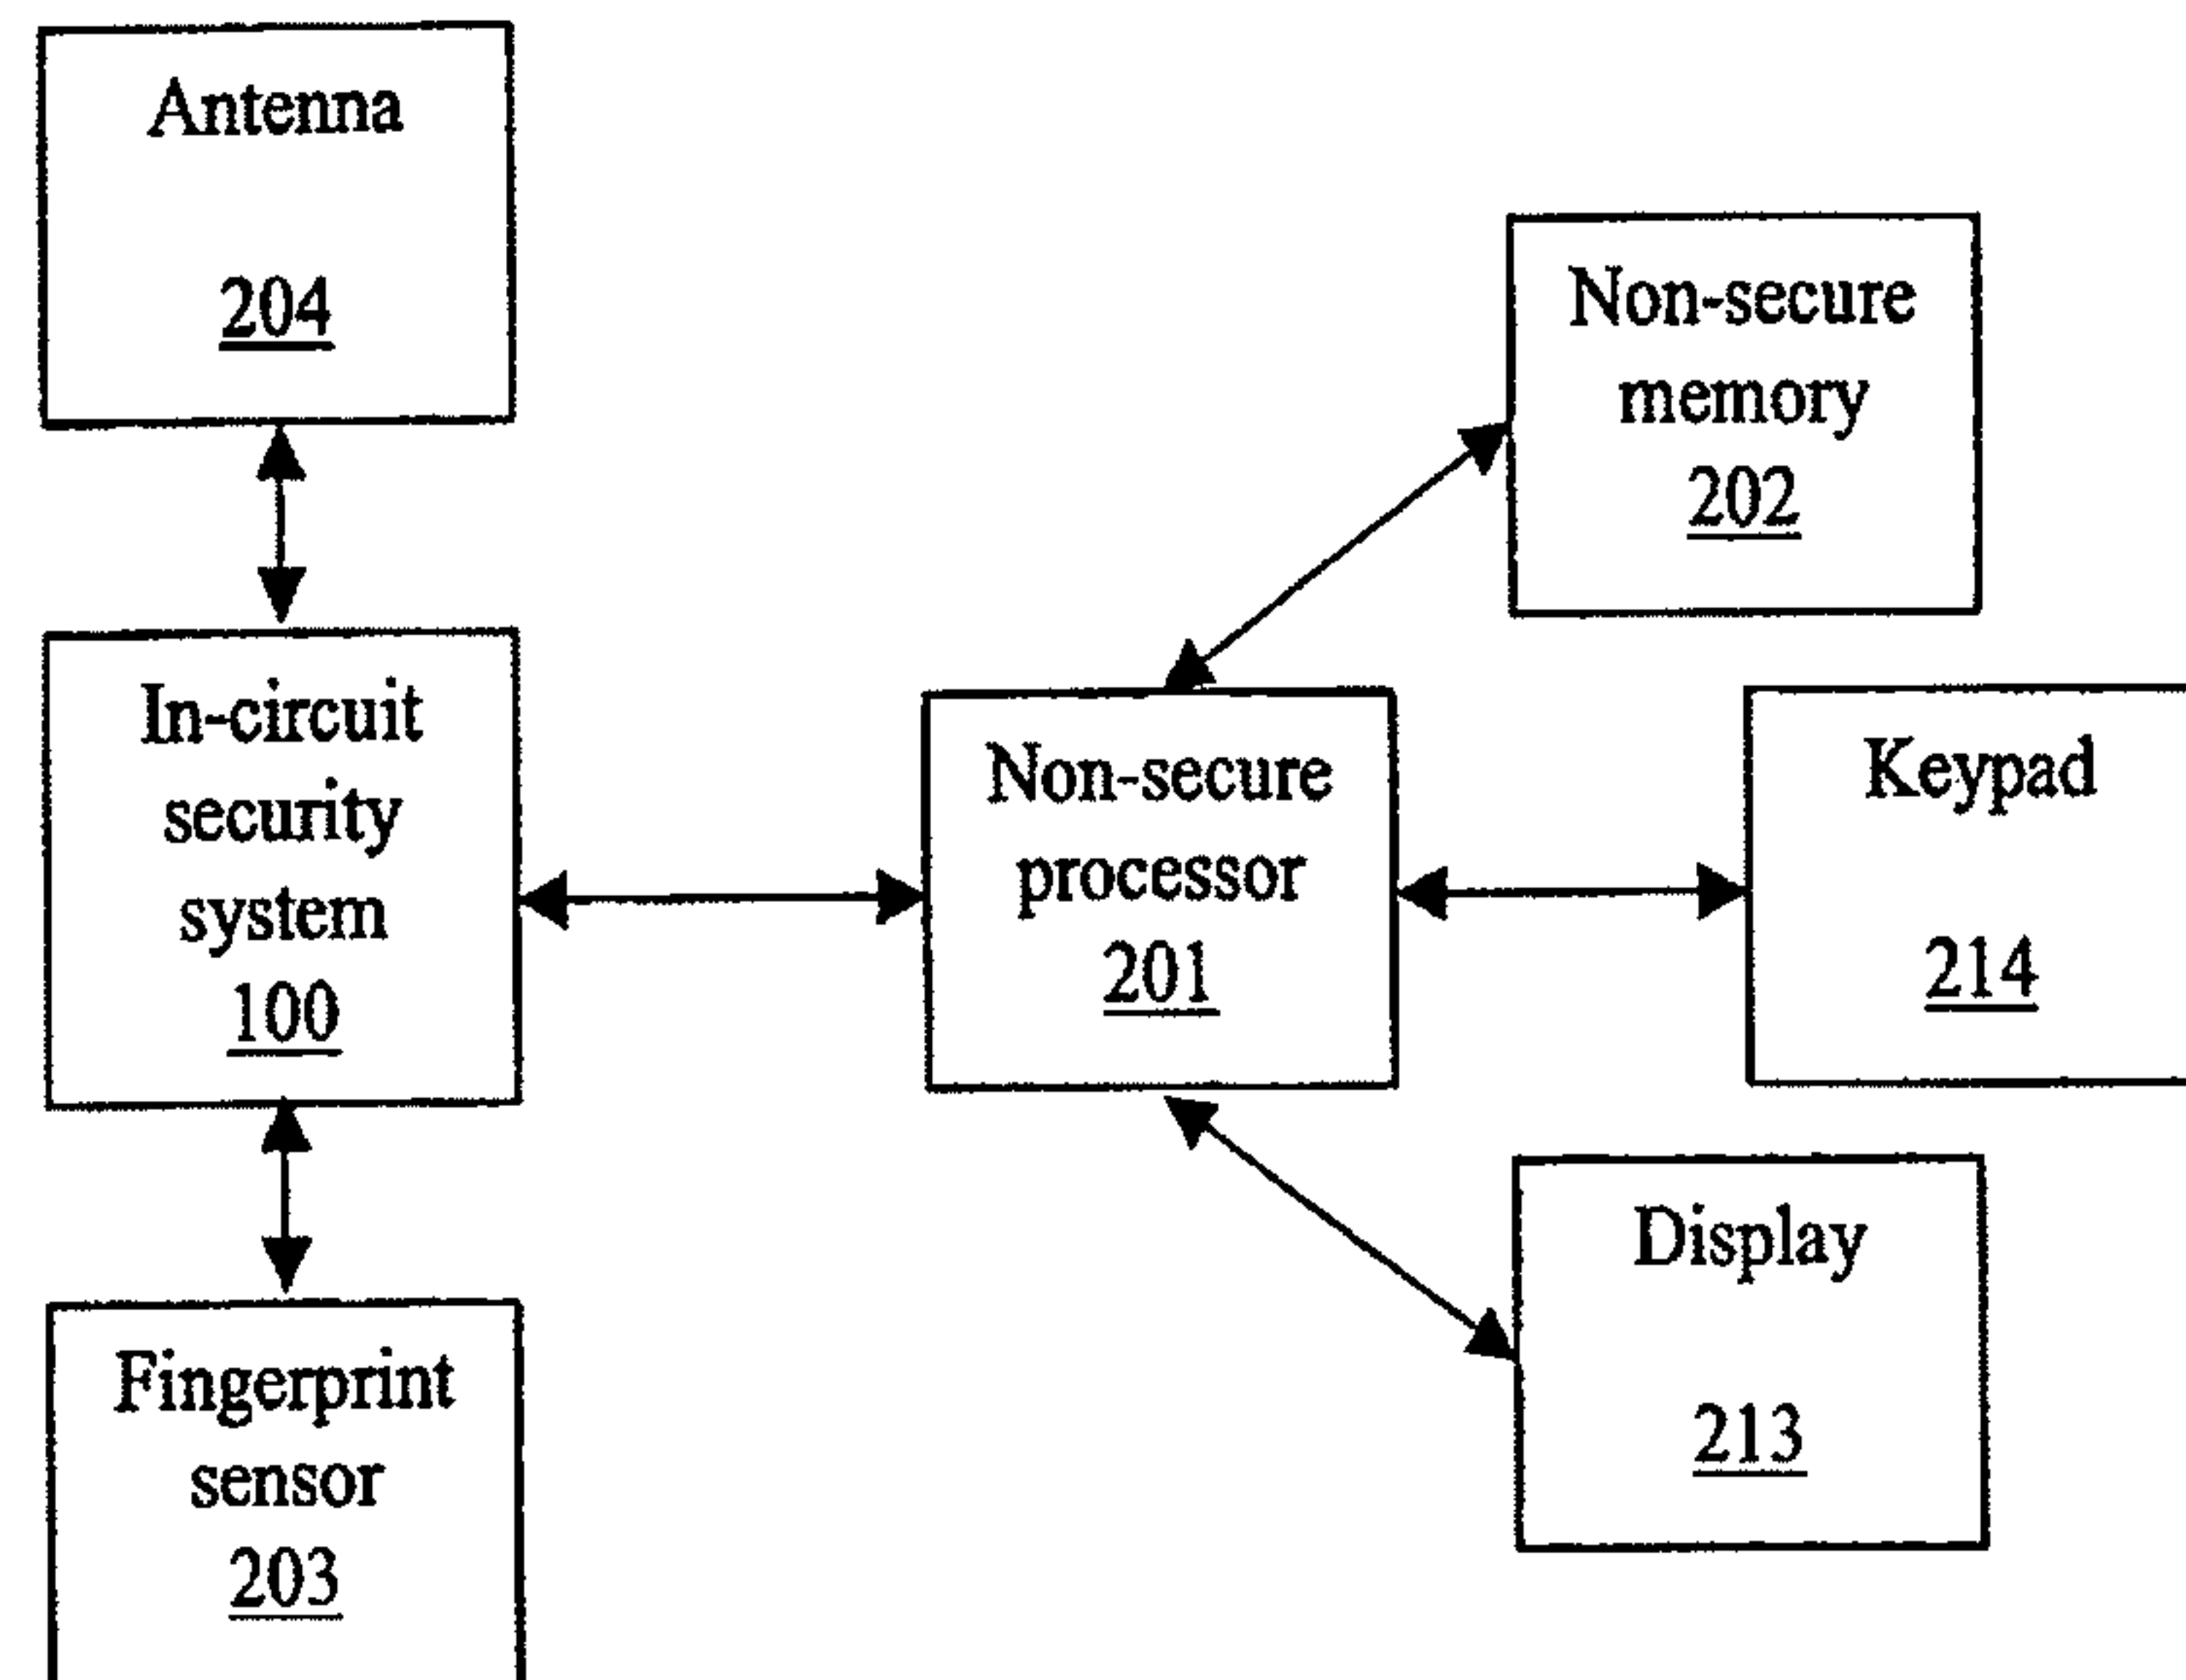 Antenna
204
In-circuit
security
system
100
Fingerprint
sensor
203
Non-secure
processor
201
Non-secure
memory
202
Keypad
214
Display
213